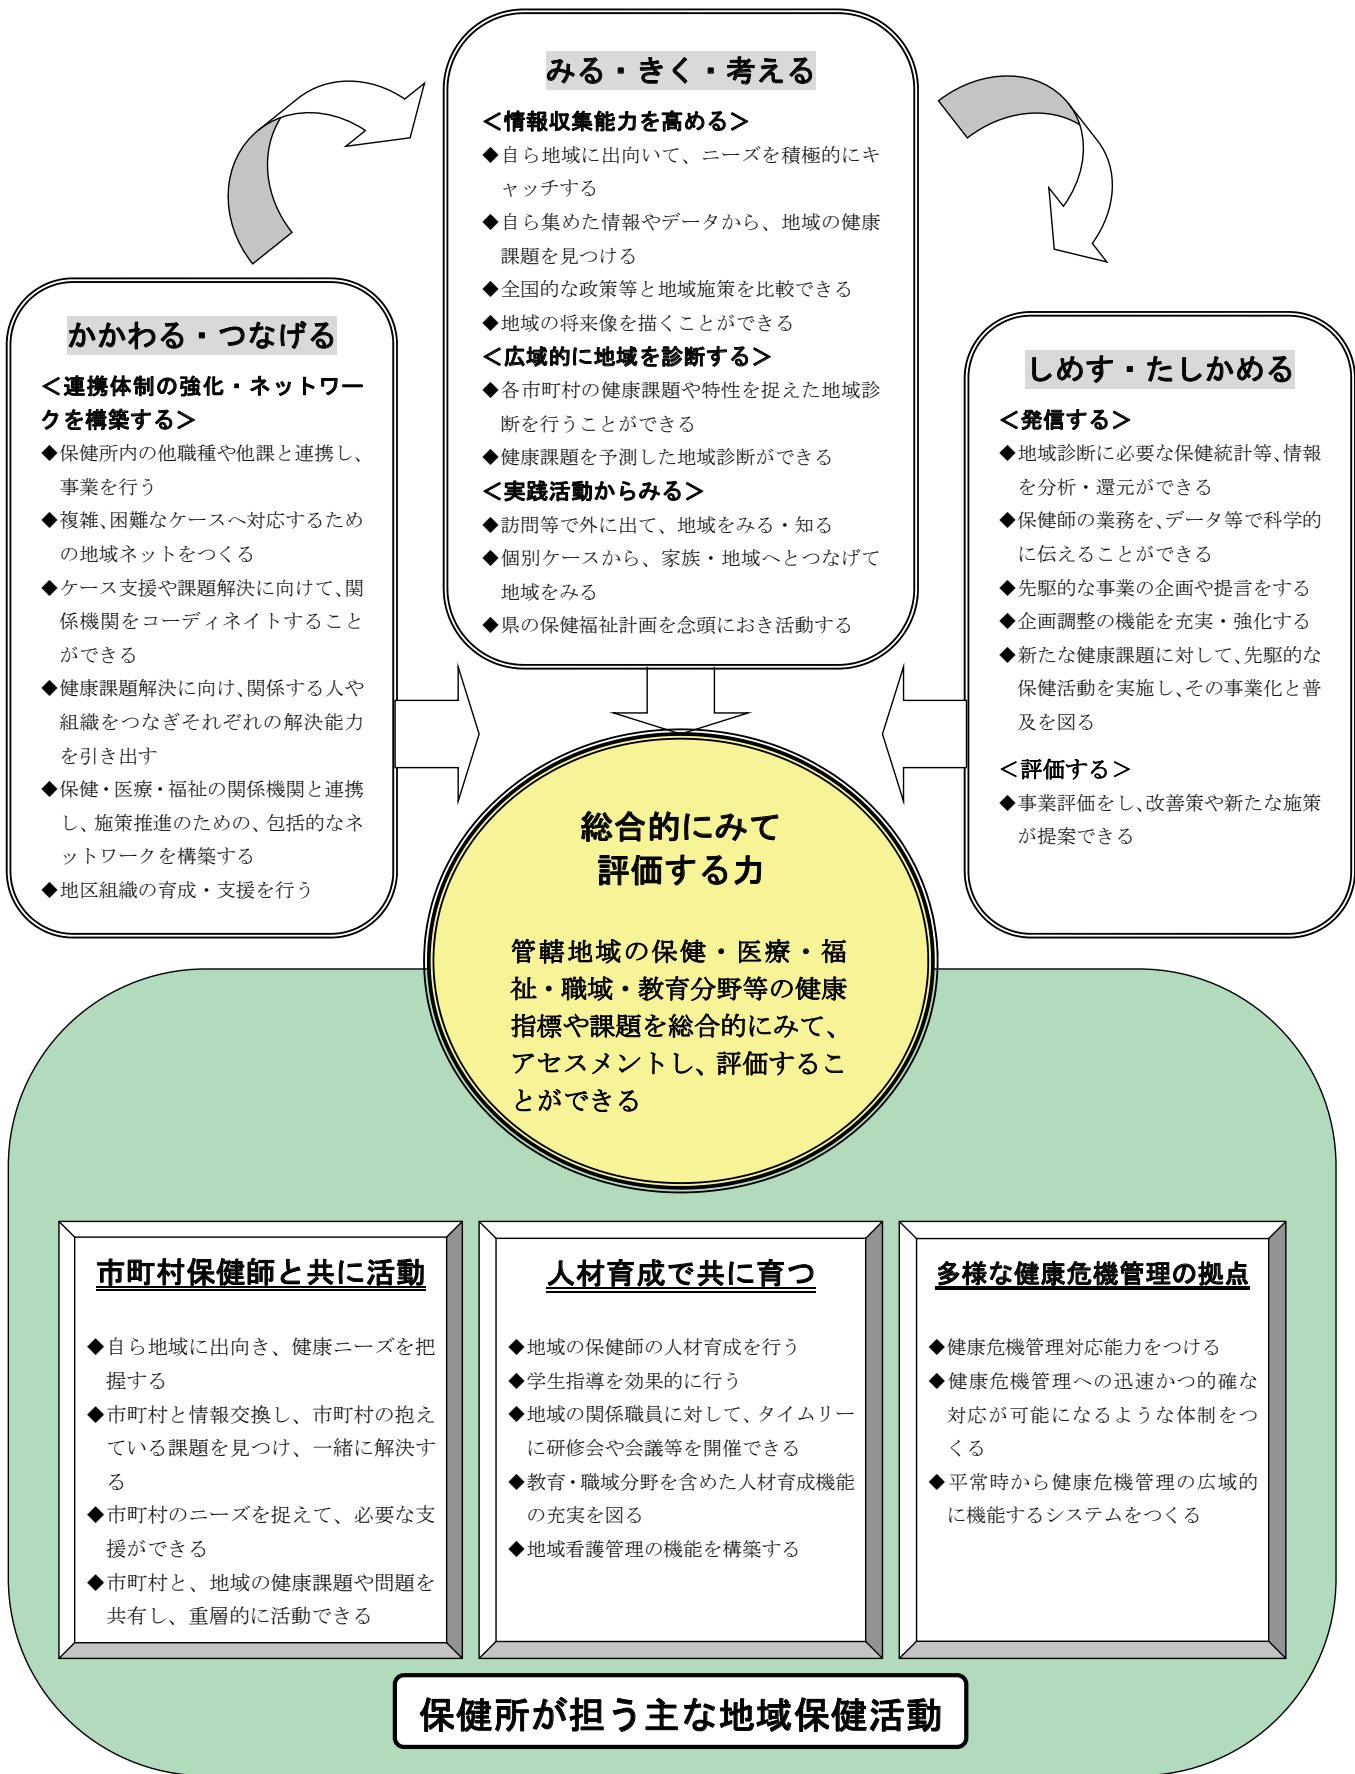 みる・きく・考える
＜情報収集能力を高める＞
◆自ら地域に出向いて、ニーズを積極的にキ
ャッチする
◆自ら集めた情報やデータから、地域の健康
課題を見つける
◆全国的な政策等と地域施策を比較できる
◆地域の将来像を描くことができる
＜広域的に地域を診断する＞
◆各市町村の健康課題や特性を捉えた地域診
断を行うことができる
◆健康課題を予測した地域診断ができる
＜実践活動からみる＞
◆訪問等で外に出て、地域をみる・知る
◆個別ケースから、家族・地域へとつなげて
地域をみる
◆県の保健福祉計画を念頭におき活動する
かかわる・つなげる
＜連携体制の強化・ネットワー
クを構築する＞
◆保健所内の他職種や他課と連携し、
事業を行う
◆複雑、困難なケースへ対応するため
の地域ネットをつくる
◆ケース支援や課題解決に向けて、関
係機関をコーディネイトすること
ができる
◆健康課題解決に向け、関係する人や
組織をつなぎそれぞれの解決能力
を引き出す
◆保健・医療・福祉の関係機関と連携
し、施策推進のための、包括的なネ
ットワークを構築する
◆地区組織の育成・支援を行う
しめす・たしかめる
＜発信する＞
◆地域診断に必要な保健統計等、情報
を分析・還元ができる
◆保健師の業務を、データ等で科学的
に伝えることができる
◆先駆的な事業の企画や提言をする
◆企画調整の機能を充実・強化する
◆新たな健康課題に対して、先駆的な
保健活動を実施し、その事業化と普
及を図る
＜評価する＞
◆事業評価をし、改善策や新たな施策
が提案できる
総合的にみて
評価する力
管轄地域の保健・医療・福
祉・職域・教育分野等の健康
指標や課題を総合的にみて、
アセスメントし、評価するこ
とができる
市町村保健師と共に活動
◆自ら地域に出向き、健康ニーズを把
握する
◆市町村と情報交換し、市町村の抱え
ている課題を見つけ、一緒に解決す
る
◆市町村のニーズを捉えて、必要な支
援ができる
◆市町村と、地域の健康課題や問題を
共有し、重層的に活動できる
人材育成で共に育つ
◆地域の保健師の人材育成を行う
◆学生指導を効果的に行う
◆地域の関係職員に対して、タイムリー
に研修会や会議等を開催できる
◆教育・職域分野を含めた人材育成機能
の充実を図る
◆地域看護管理の機能を構築する
多様な健康危機管理の拠点
◆健康危機管理対応能力をつける
◆健康危機管理への迅速かつ的確な
対応が可能になるような体制をつ
くる
◆平常時から健康危機管理の広域的
に機能するシステムをつくる
保健所が担う主な地域保健活動